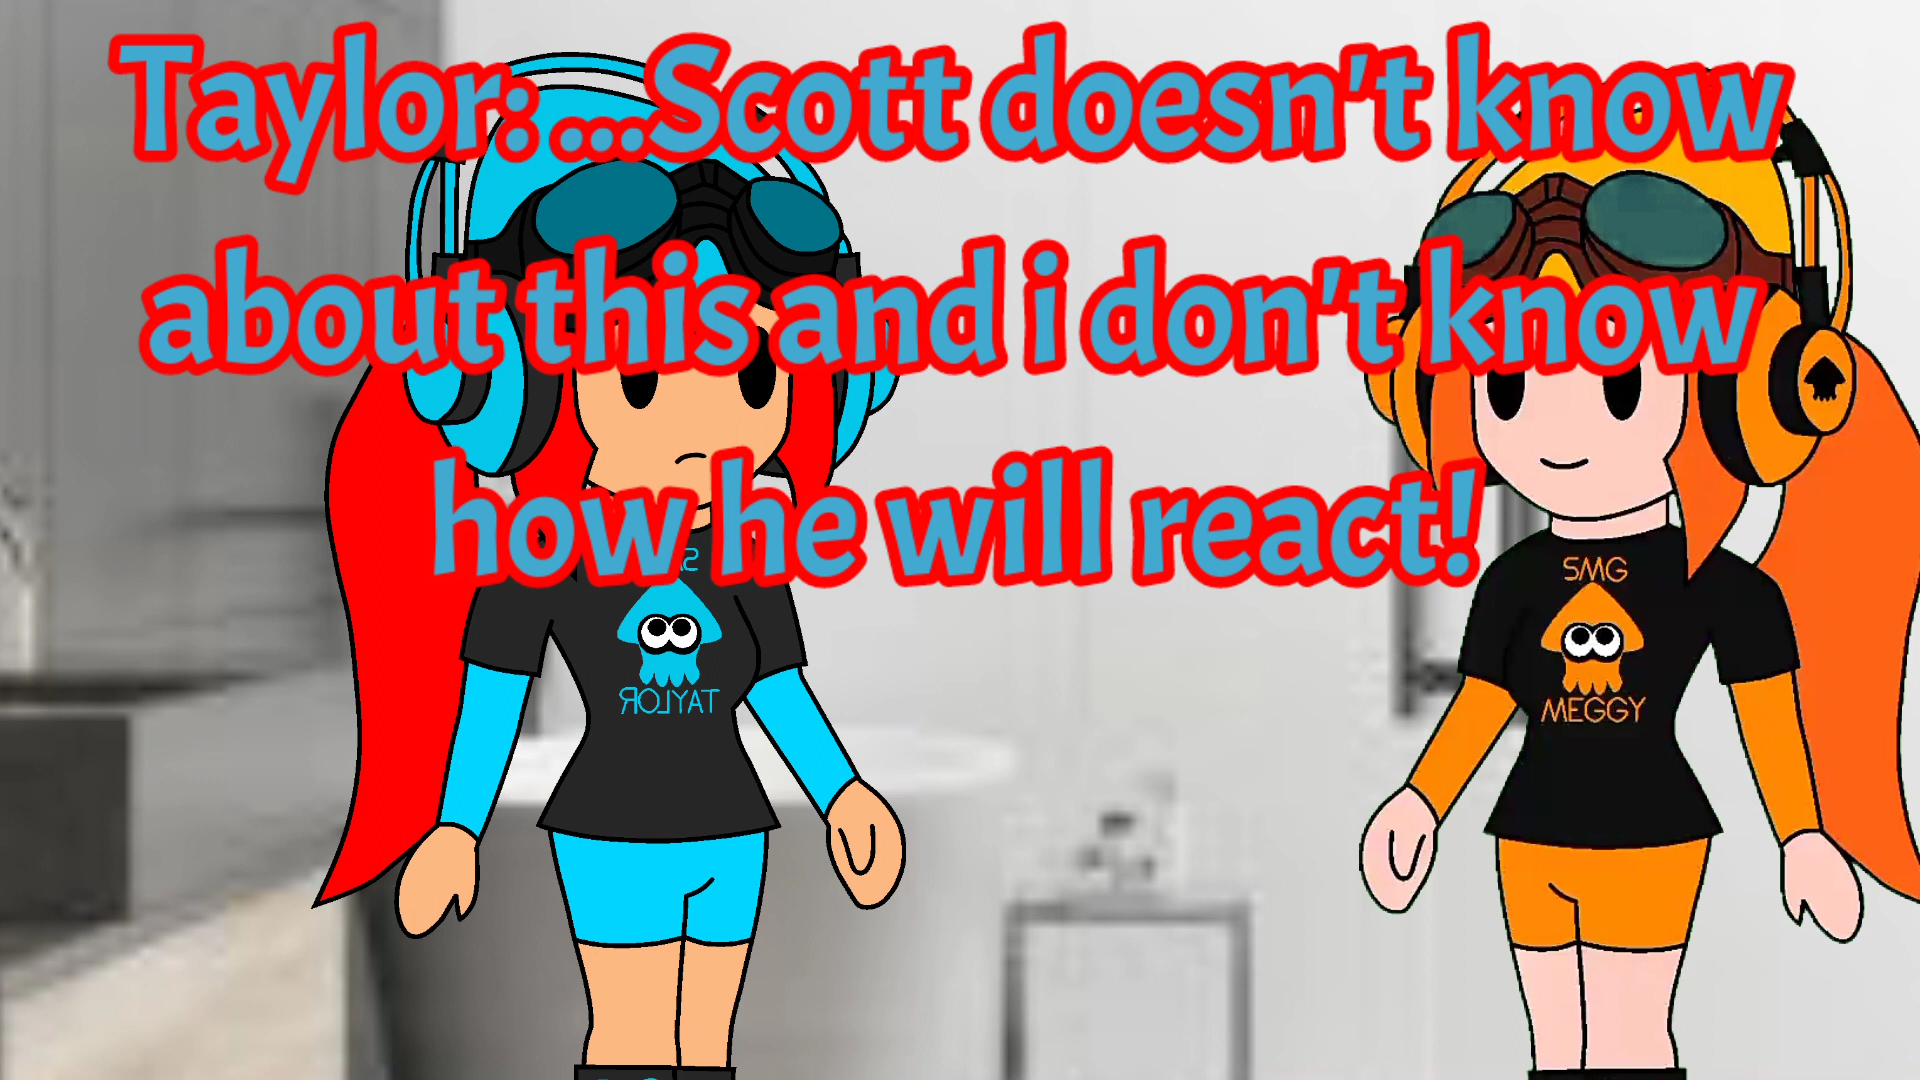 Taylor: ...Scott doesn't know
about this and i don't know
how he will react!
SMG
MEGGY
TAYLOR